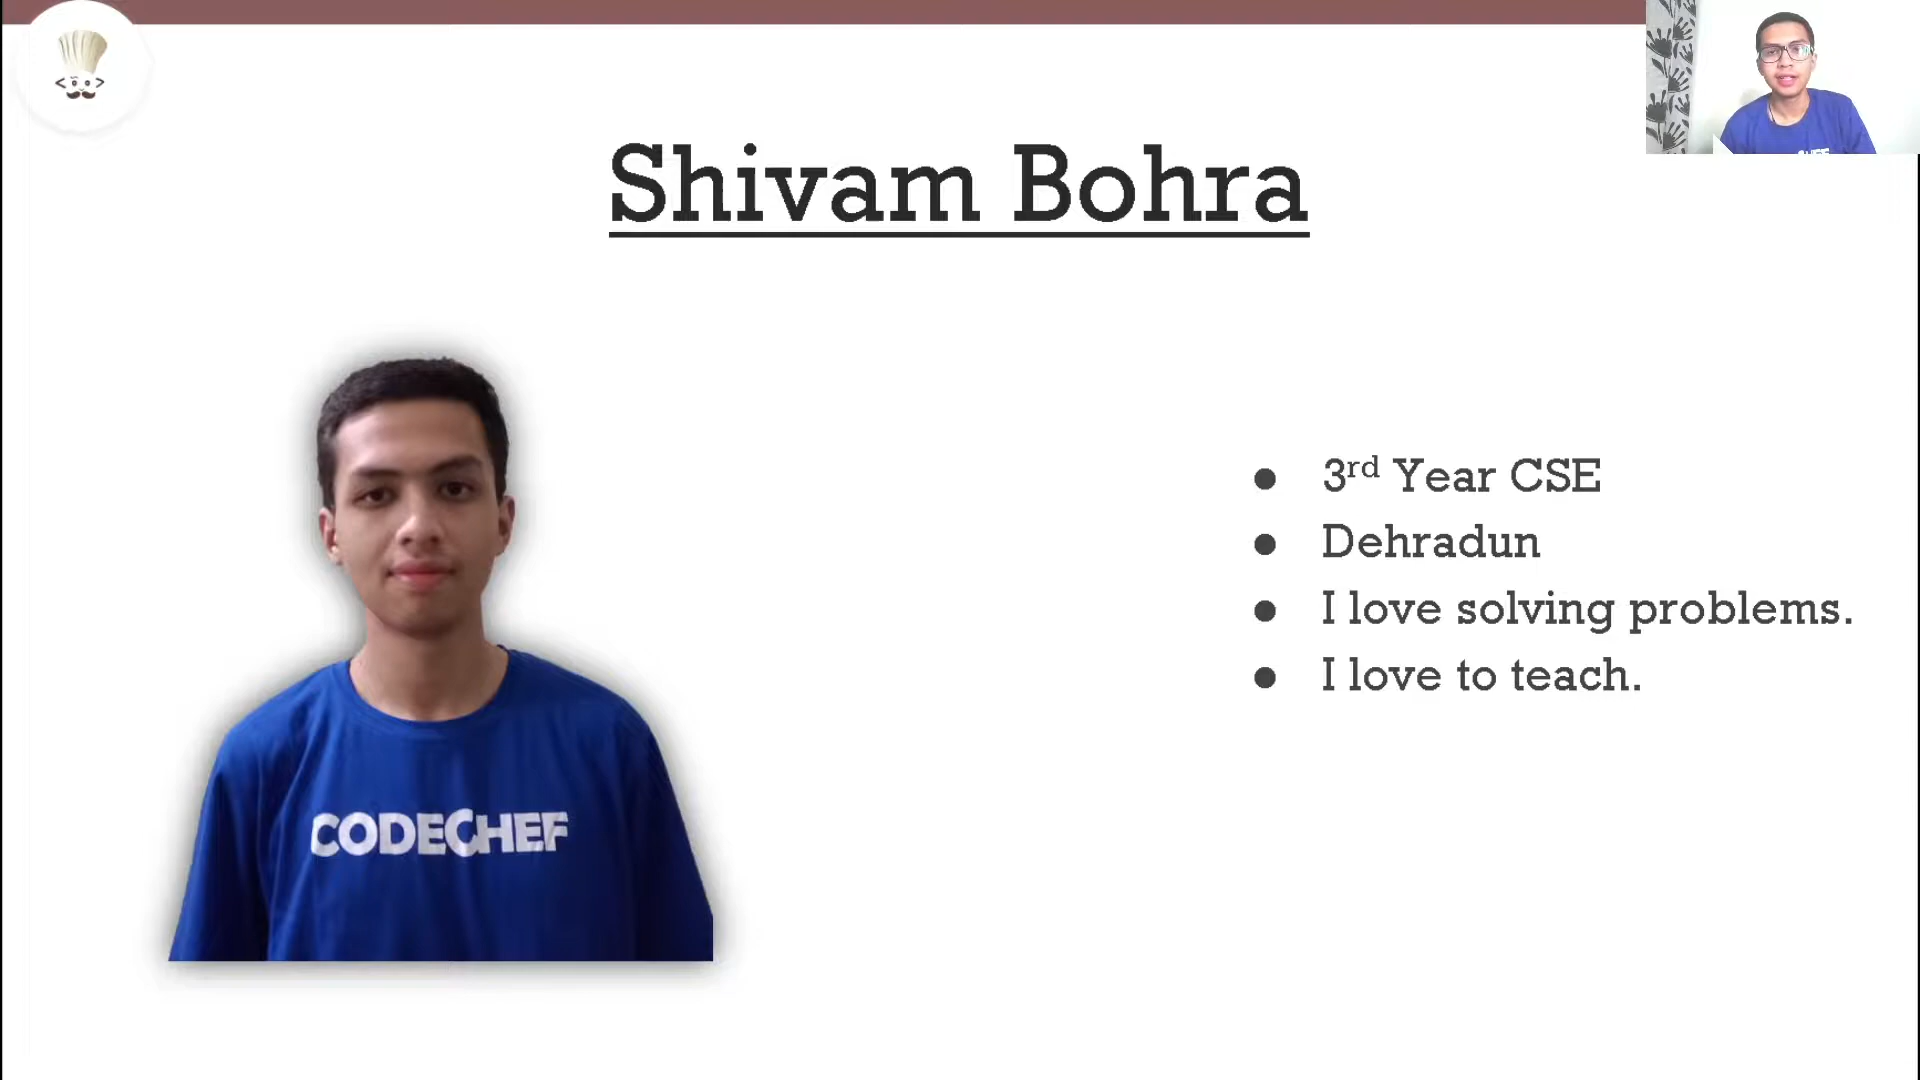 Shivam Bohra
● 3rd Year CSE
● Dehradun
● I love solving problems.
● I love to teach.
CODECHEF